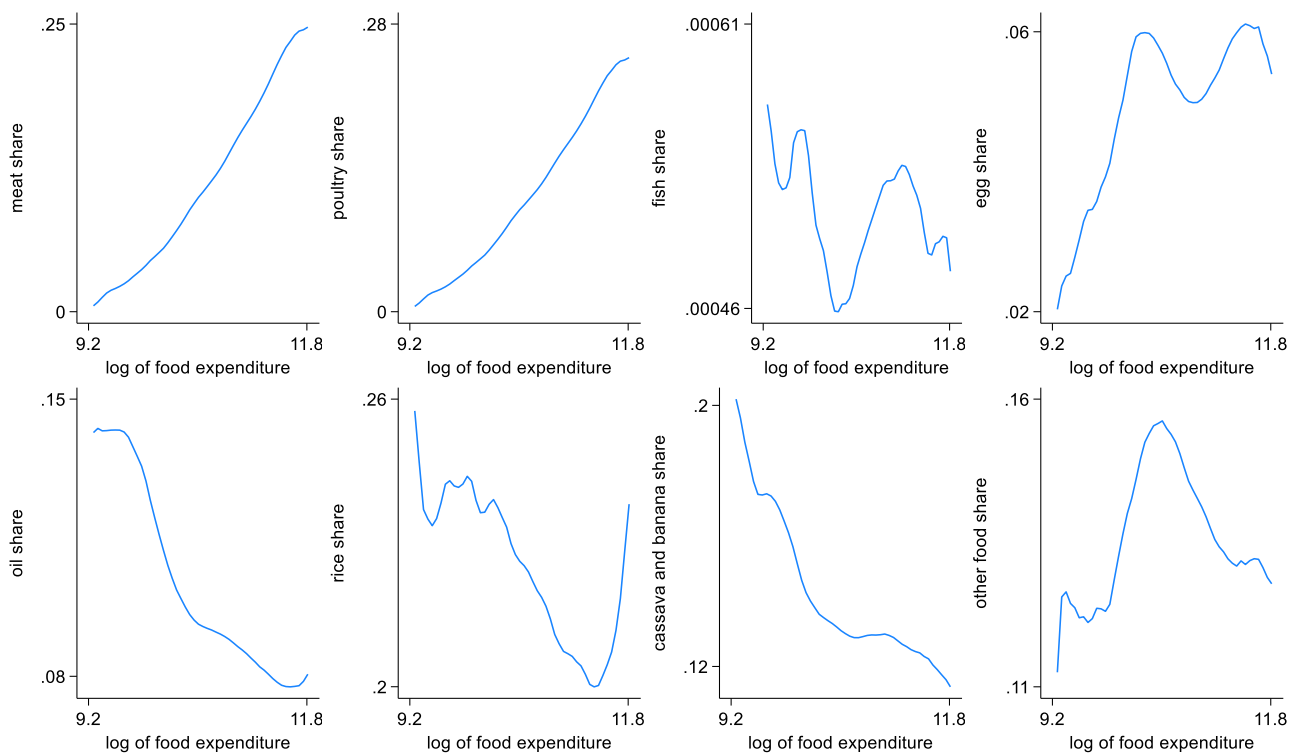 .25
meat share
0
9.2 11.8
log of food expenditure
.28
poultry share
0
9.2 11.8
log of food expenditure
.00061
fish share
.00046
9.2 11.8
log of food expenditure
.06
egg share
.02
9.2 11.8
log of food expenditure
.15
oil share
.08
9.2 11.8
log of food expenditure
.26
rice share
.2
9.2 11.8
log of food expenditure
.2
cassava and banana share
.12
9.2 11.8
log of food expenditure
.16
other food share
.11
9.2 11.8
log of food expenditure